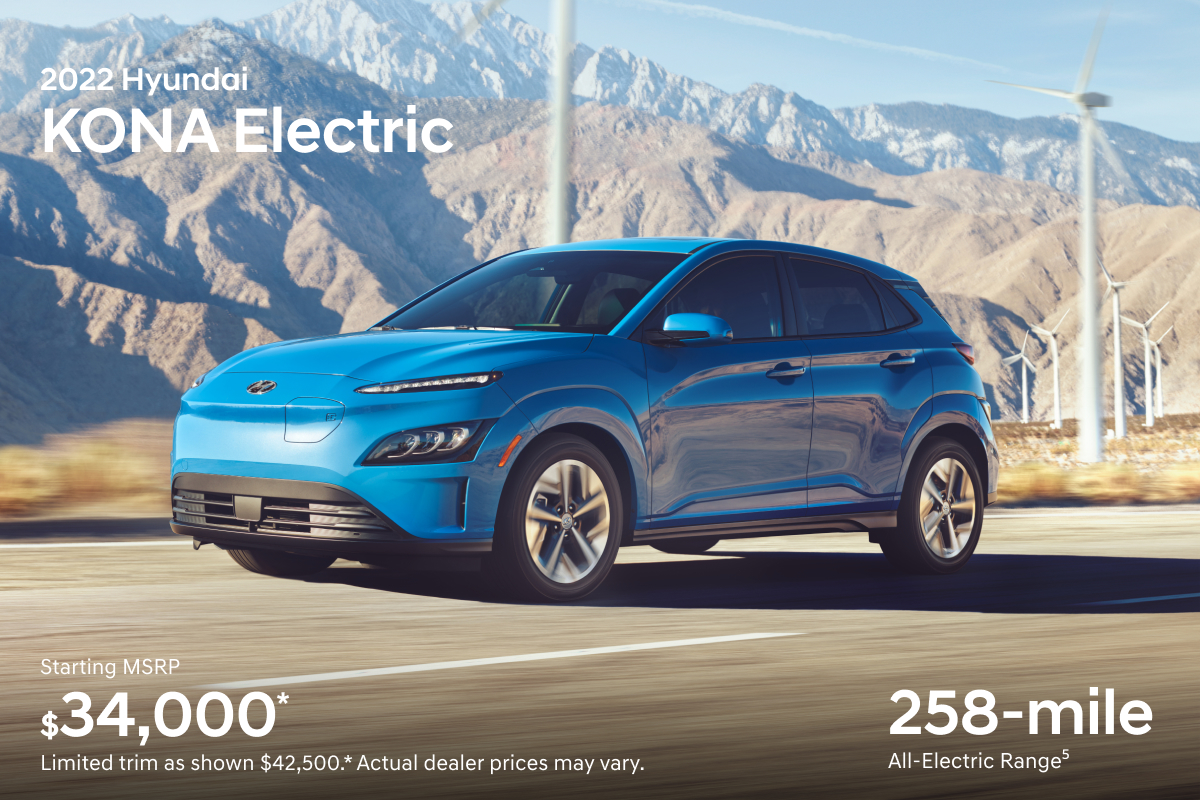 2022 Hyundai
KONA Electric
Starting MSRP
$34,000*
Limited trim as shown $42,500.* Actual dealer prices may vary.
258-mile
All-Electric Range⁵